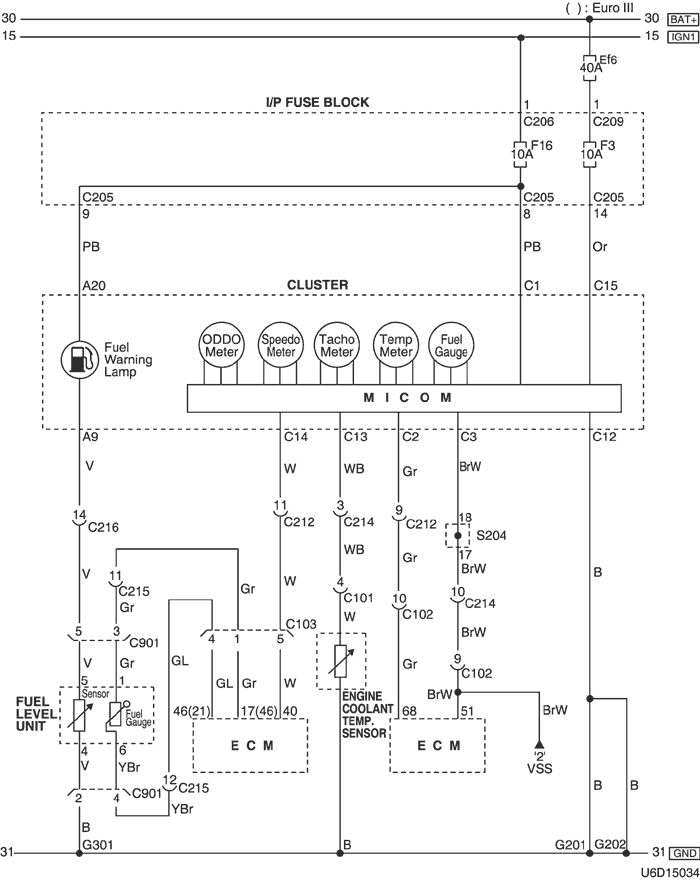 ( ) : Euro III
30 30 BAT+
15 15 IGN1
Ef6
40A
I/P FUSE BLOCK
1 1
C206 C209
F16 F3
10A 10A
C205 C205 C205
9 8 14
PB PB Or
A20 CLUSTER C1 C15
Fuel
Warning
Lamp
ODDO
Meter
Speedo
Meter
Tacho
Meter
Temp
Meter
Fuel
Gauge
M I C O M
A9 C14 C13 C2 C3 C12
V W WB Gr BrW
14 11 3 9 18
C216 C212 C214 C212 S204
17
V WB Gr BrW B
11 4 10 10
C215 W C101 C102 C214
Gr Gr W BrW
5 3 C901 4 1 5 C103
9
C102
V Gr GL GL Gr W Gr BrW BrW
5 1
Sensor
Fuel
Gauge
FUEL
LEVEL
UNIT
46(21) 17(46) 40
E C M
ENGINE
COOLANT
TEMP.
SENSOR
68 51
E C M
2
VSS
4 6
V YBr
12
C215
2 4 C901
YBr
B B B
31 G301 B G201 G202 31 GND
U6D15034